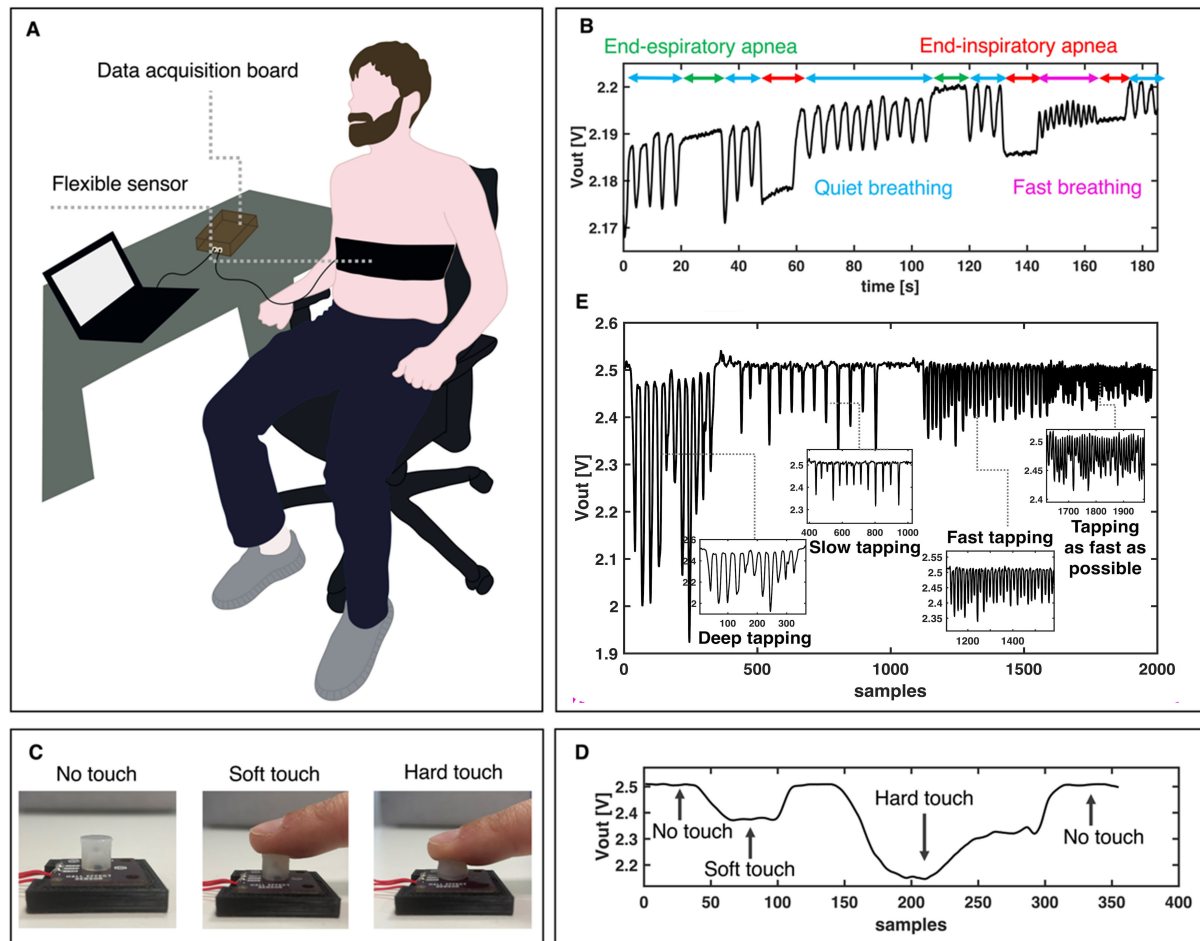 A
Data acquisition board
Flexible sensor
B
End-espiratory apnea
End-inspiratory apnea
Vout [V]
2.2
2.19
2.18
2.17
Quiet breathing
Fast breathing
0 20 40 60 80 100 120 140 160 180
time [s]
E
Vout [V]
2.6
2.5
2.4
2.3
2.2
2.1
2
1.9
2.6
2.4
2.2
2
100 200 300
Deep tapping
2.5
2.4
2.3
400 600 800 1000
Slow tapping
Fast tapping
2.55
2.5
2.45
2.4
2.35
1200 1400
2.5
2.4
1700 1800 1900
Tapping
as fast as
possible
0 500 1000 1500 2000
samples
C
No touch
Soft touch
Hard touch
D
Vout [V]
2.5
2.4
2.3
2.2
No touch
Soft touch
Hard touch
No touch
0 50 100 150 200 250 300 350 400
samples